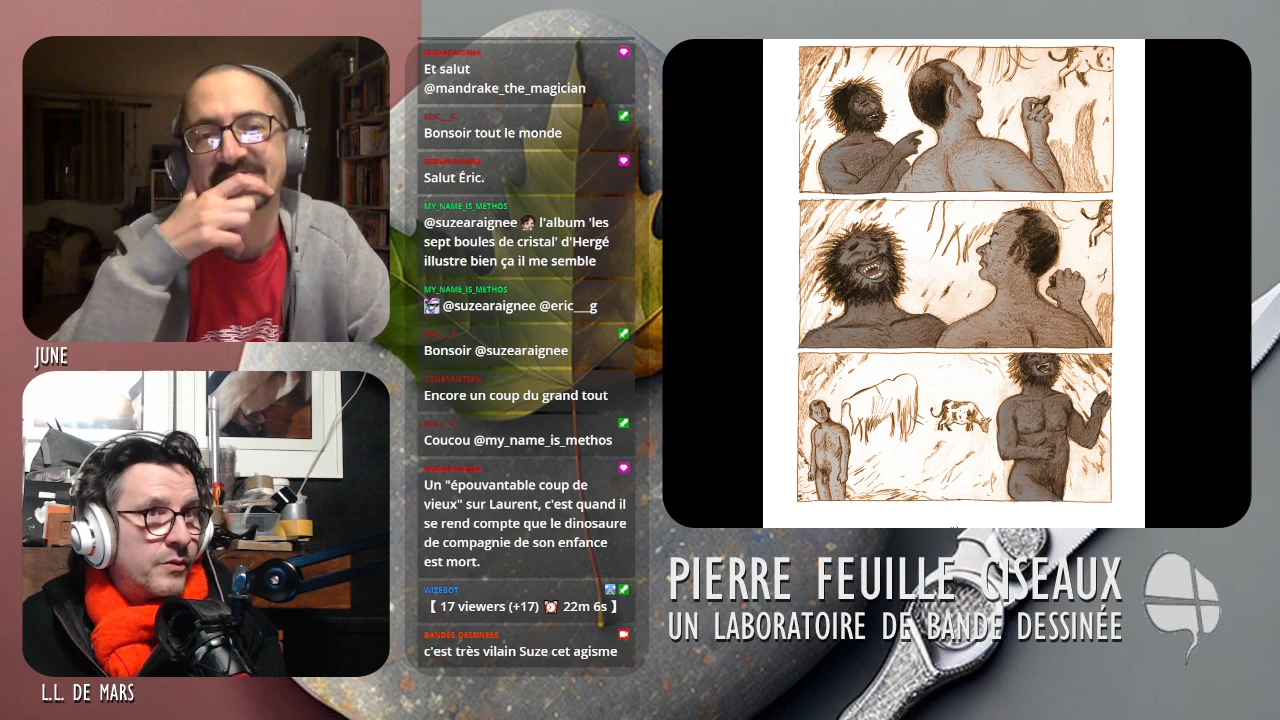 JUNE
L.L. DE MARS
SUZEARAIGNEE
Et salut
@mandrake_the_magician
ERIC__G
Bonsoir tout le monde
SUZEARAIGNEE
Salut Éric.
MY_NAME_IS_METHOS
@suzearaignee l'album 'les
sept boules de cristal' d'Hergé
illustre bien ça il me semble
MY_NAME_IS_METHOS
@suzearaignee @eric__g
Bonsoir @suzearaignee
Encore un coup du grand tout
Coucou @my_name_is_methos
Un "épouvantable coup de
vieux" sur Laurent, c'est quand il
se rend compte que le dinosaure
de compagnie de son enfance
est mort.
WIZEBOT
【 17 viewers (+17) ⏰ 22m 6s 】
BANDES_DESSINEES
c'est très vilain Suze cet agisme
PIERRE FEUILLE CISEAUX
UN LABORATOIRE DE BANDE DESSINÉE